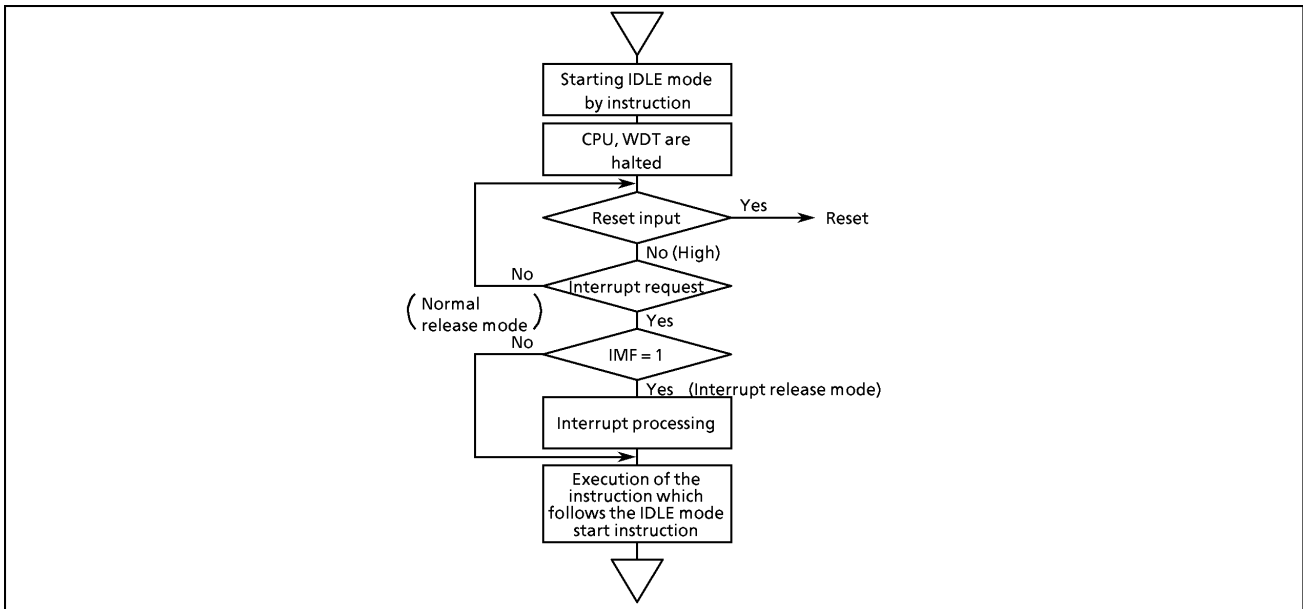 Starting IDLE mode
by instruction
CPU, WDT are
halted
Reset input
Yes
Reset
No (High)
No
Interrupt request
(Normal
release mode)
Yes
No
IMF = 1
Yes (Interrupt release mode)
Interrupt processing
Execution of the
instruction which
follows the IDLE mode
start instruction